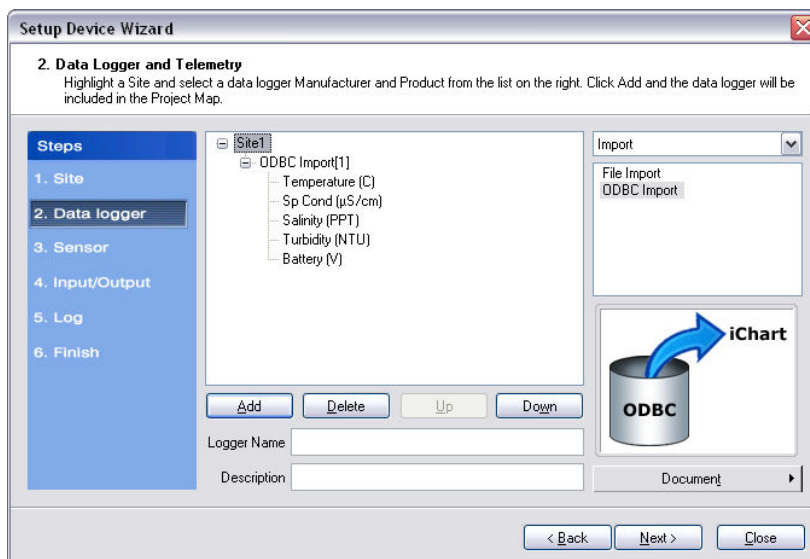 Setup Device Wizard
2. Data Logger and Telemetry
Highlight a Site and select a data logger Manufacturer and Product from the list on the right. Click Add and the data logger will be
included in the Project Map.
Steps
1. Site
2. Data logger
3. Sensor
4. Input/Output
5. Log
6. Finish
Site1
ODBC Import[1]
Temperature (C)
Sp Cond (µS/cm)
Salinity (PPT)
Turbidity (NTU)
Battery (V)
Add
Delete
Up
Down
Logger Name
Description
Import
File Import
ODBC Import
iChart
ODBC
Document
< Back
Next >
Close